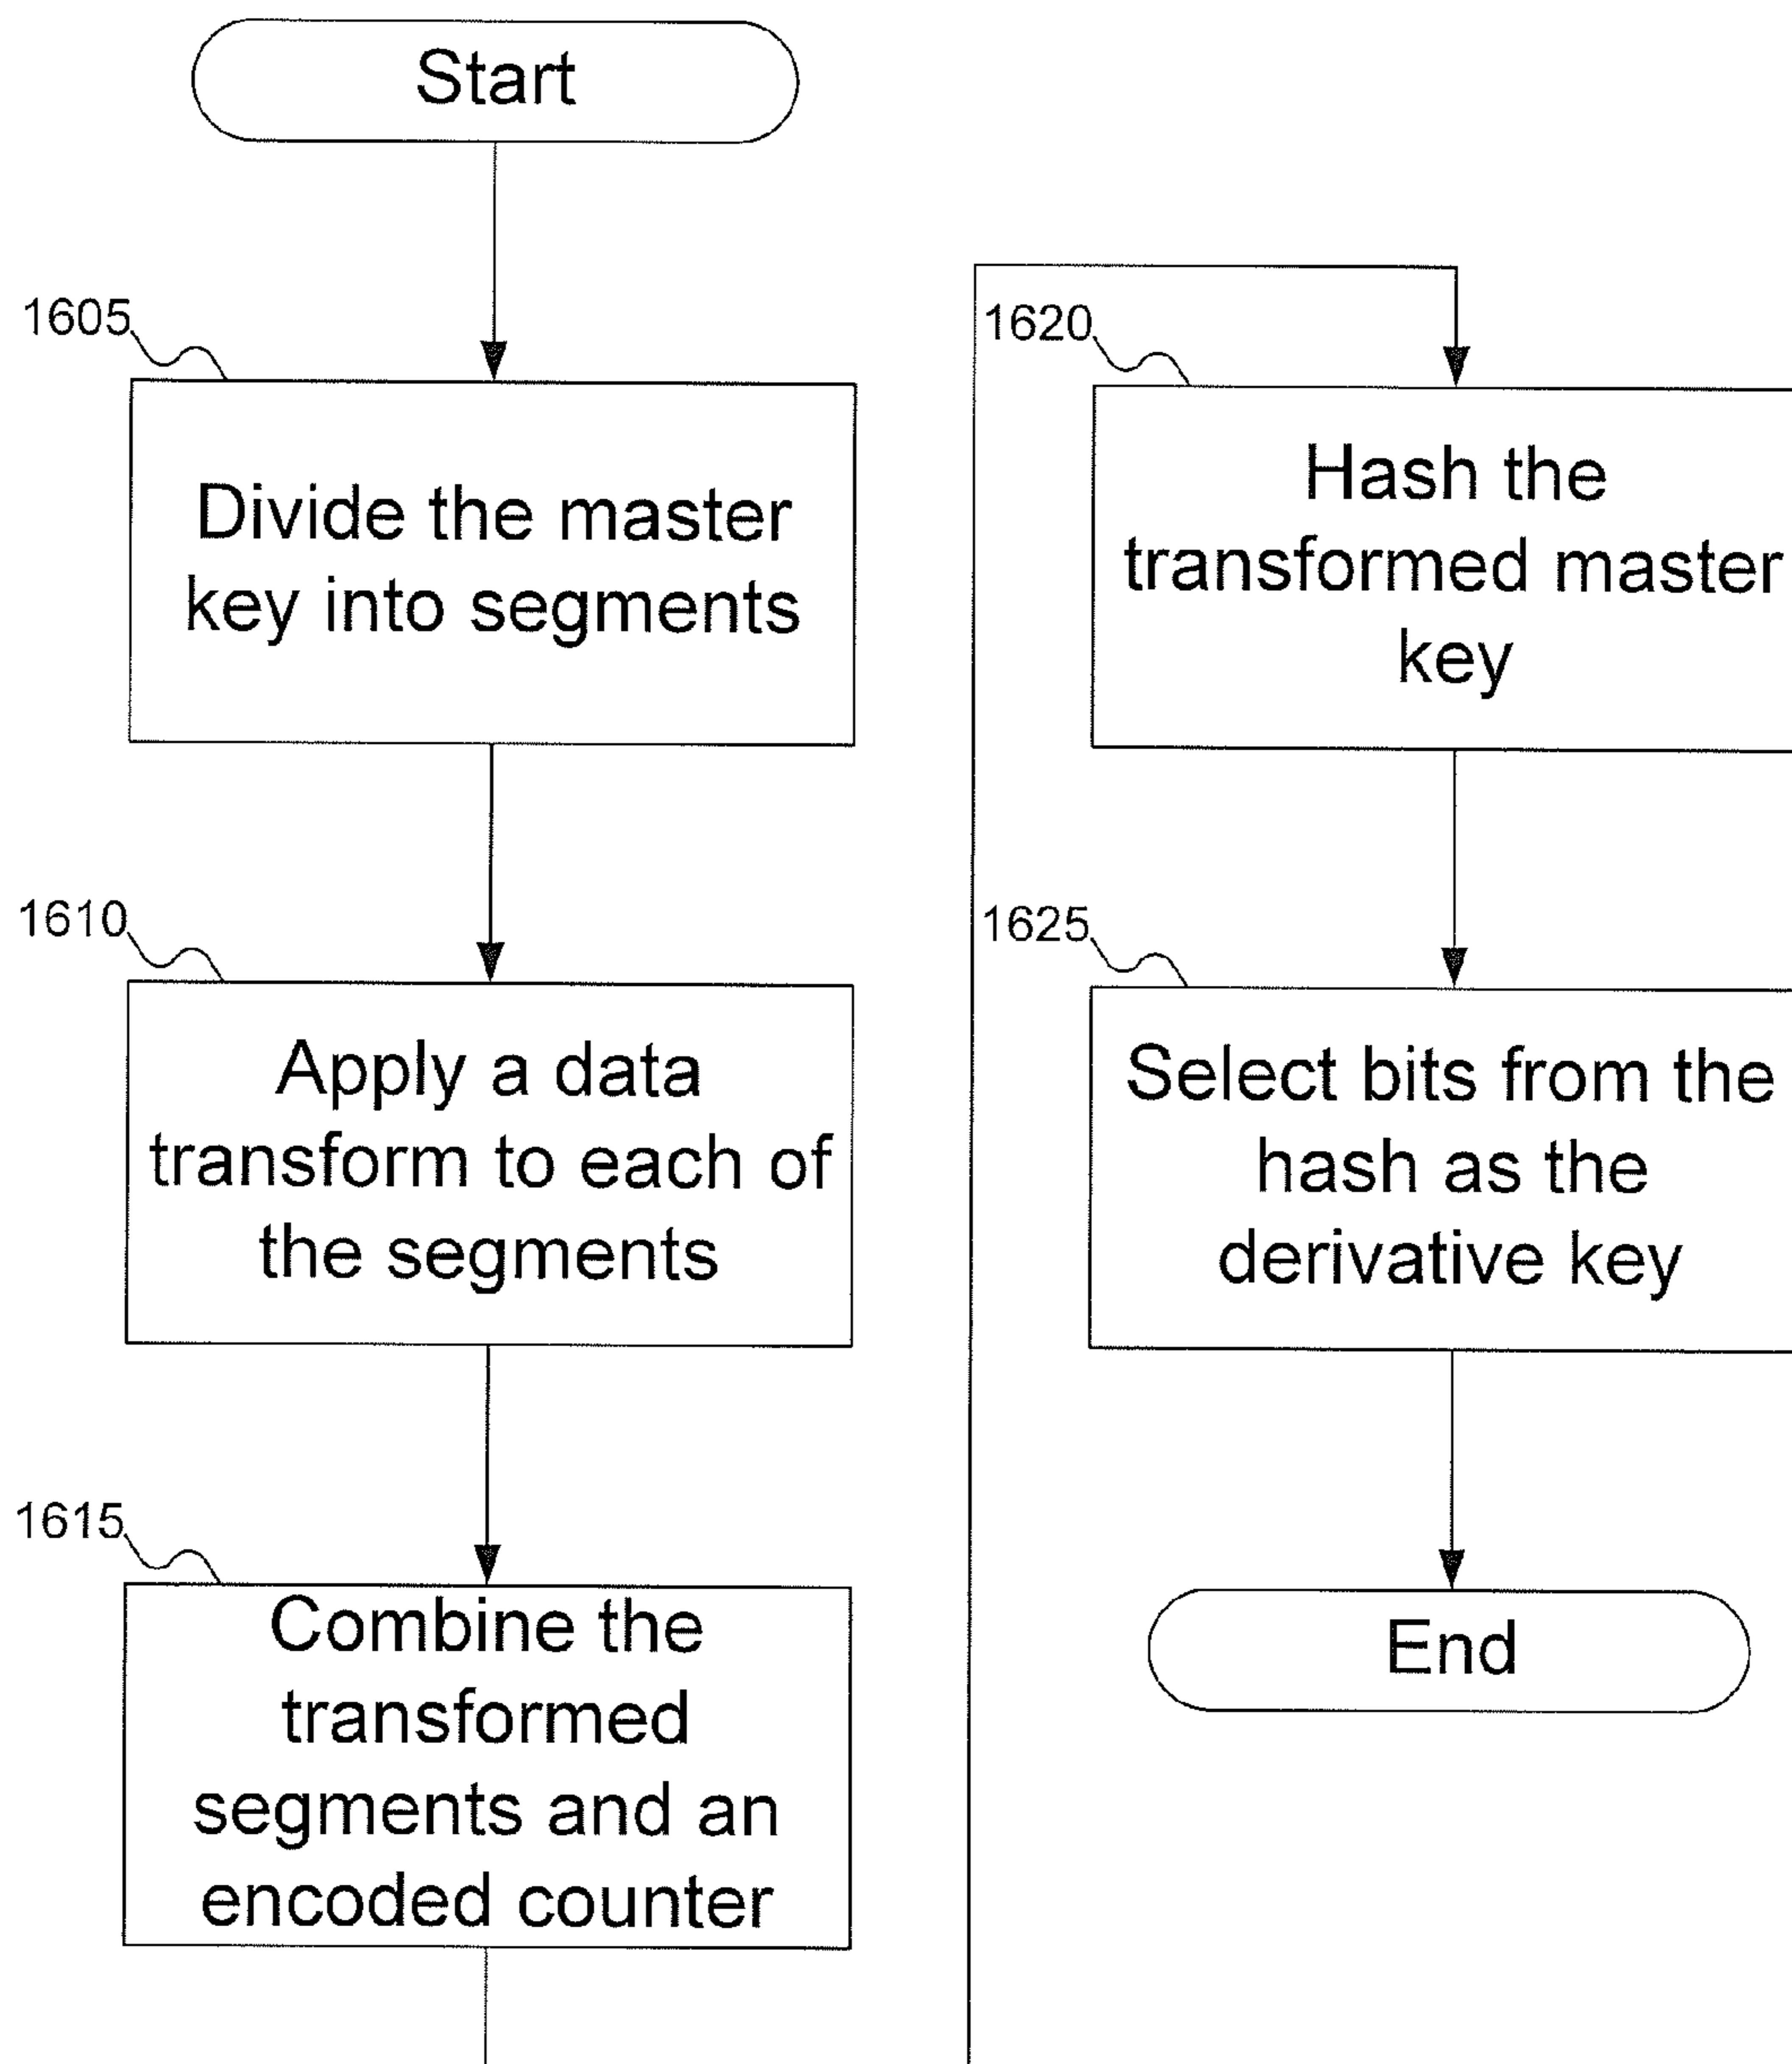 Start
1605
Divide the master
key into segments
1610
Apply a data
transform to each of
the segments
1615
Combine the
transformed
segments and an
encoded counter
1620
Hash the
transformed master
key
1625
Select bits from the
hash as the
derivative key
End